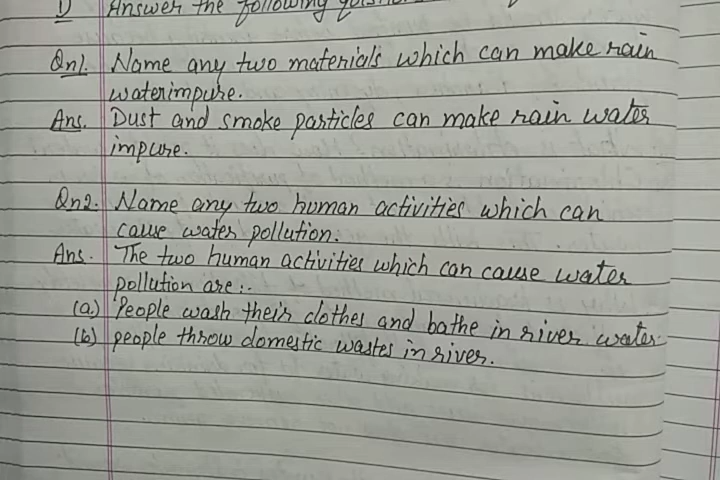 1) Answer the following
Qn1. Name any two materials which can make rain
waterimpure.
Ans. Dust and smoke particles can make rain water
impure.
Qn2. Name any two human activities which can
cause water pollution.
Ans. The two human activities which can cause water
pollution are:-
(a.) People wash their clothes and bathe in river water.
(b) people throw domestic wastes in river.